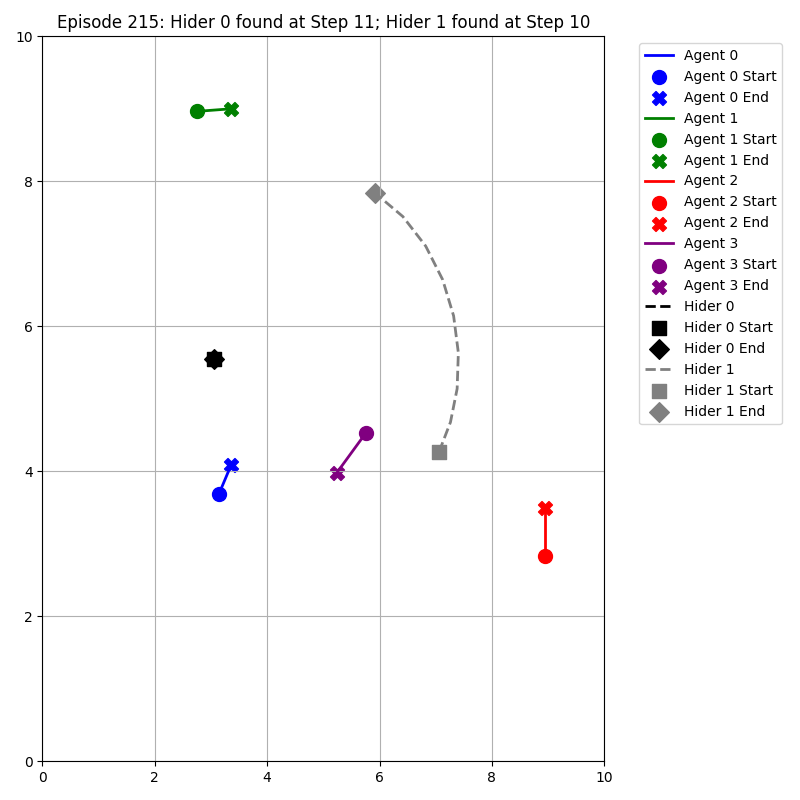 Episode 215: Hider 0 found at Step 11; Hider 1 found at Step 10
10
8
6
4
2
0
0
2
4
6
8
10
Agent 0
Agent 0 Start
Agent 0 End
Agent 1
Agent 1 Start
Agent 1 End
Agent 2
Agent 2 Start
Agent 2 End
Agent 3
Agent 3 Start
Agent 3 End
Hider 0
Hider 0 Start
Hider 0 End
Hider 1
Hider 1 Start
Hider 1 End